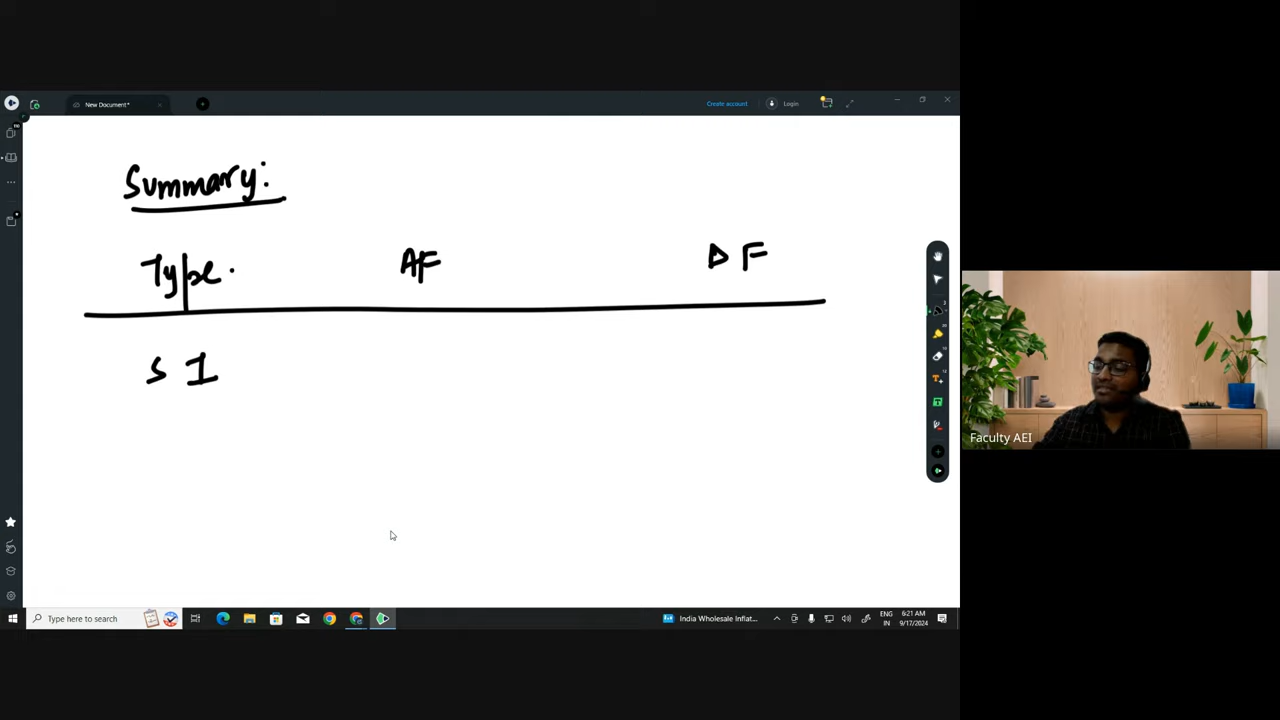 New Document*
Create account
Login
Summary:
Type. AF DF
S I
Faculty AEI
Type here to search
India Wholesale Inflat...
ENG
IN
6:21 AM
9/17/2024